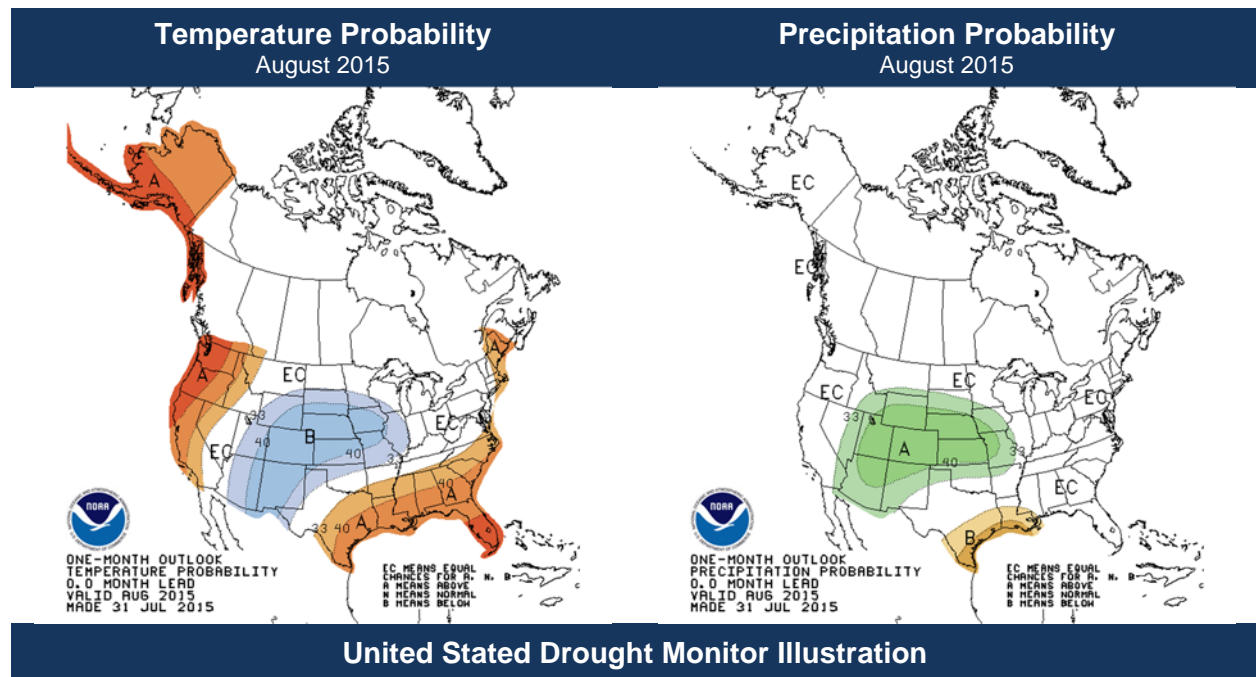 Temperature Probability
August 2015
Precipitation Probability
August 2015
A
A
EC
33
40
EC
B
40
33
EC
A
40
A
33 40
A
NOAA
ONE-MONTH OUTLOOK
TEMPERATURE PROBABILITY
0.0 MONTH LEAD
VALID AUG 2015
MADE 31 JUL 2015
EC MEANS EQUAL
CHANCES FOR A, N, B
A MEANS ABOVE
N MEANS NORMAL
B MEANS BELOW
EC
EC
EC
33
EC
A
40
33
EC
EC
B
NOAA
ONE-MONTH OUTLOOK
PRECIPITATION PROBABILITY
0.0 MONTH LEAD
VALID AUG 2015
MADE 31 JUL 2015
EC MEANS EQUAL
CHANCES FOR A, N, B
A MEANS ABOVE
N MEANS NORMAL
B MEANS BELOW
United Stated Drought Monitor Illustration